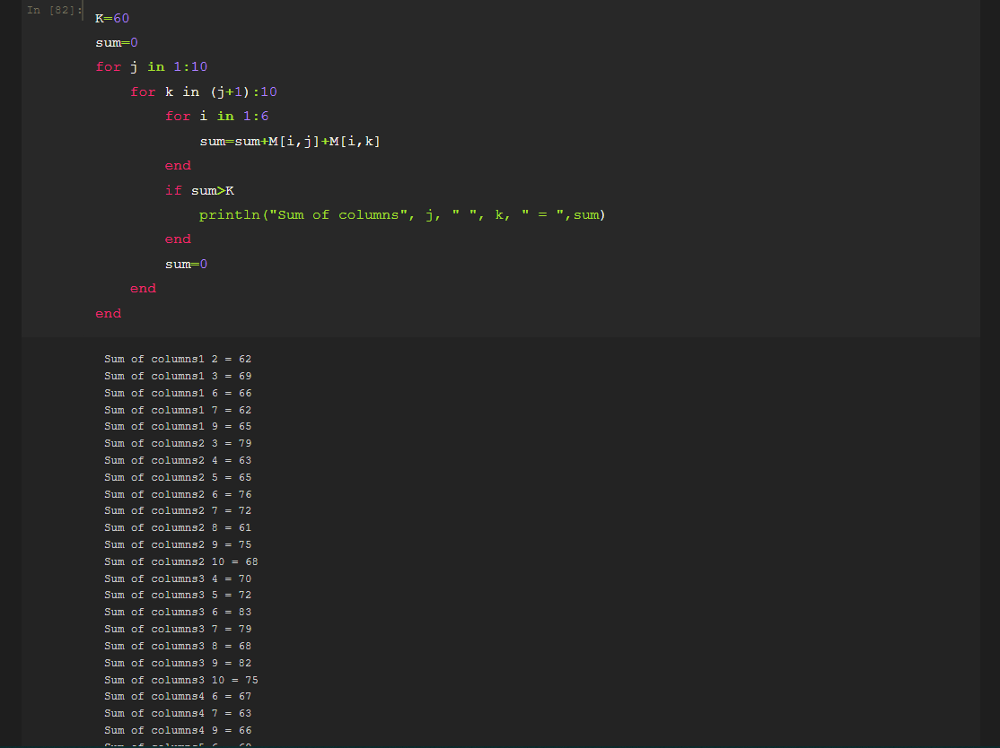 In [82]:
K=60
sum=0
for j in 1:10
    for k in (j+1):10
        for i in 1:6
            sum=sum+M[i,j]+M[i,k]
        end
        if sum>K
            println("Sum of columns", j, " ", k, " = ",sum)
        end
        sum=0
    end
end
Sum of columns1 2 = 62
Sum of columns1 3 = 69
Sum of columns1 6 = 66
Sum of columns1 7 = 62
Sum of columns1 9 = 65
Sum of columns2 3 = 79
Sum of columns2 4 = 63
Sum of columns2 5 = 65
Sum of columns2 6 = 76
Sum of columns2 7 = 72
Sum of columns2 8 = 61
Sum of columns2 9 = 75
Sum of columns2 10 = 68
Sum of columns3 4 = 70
Sum of columns3 5 = 72
Sum of columns3 6 = 83
Sum of columns3 7 = 79
Sum of columns3 8 = 68
Sum of columns3 9 = 82
Sum of columns3 10 = 75
Sum of columns4 6 = 67
Sum of columns4 7 = 63
Sum of columns4 9 = 66
Sum of